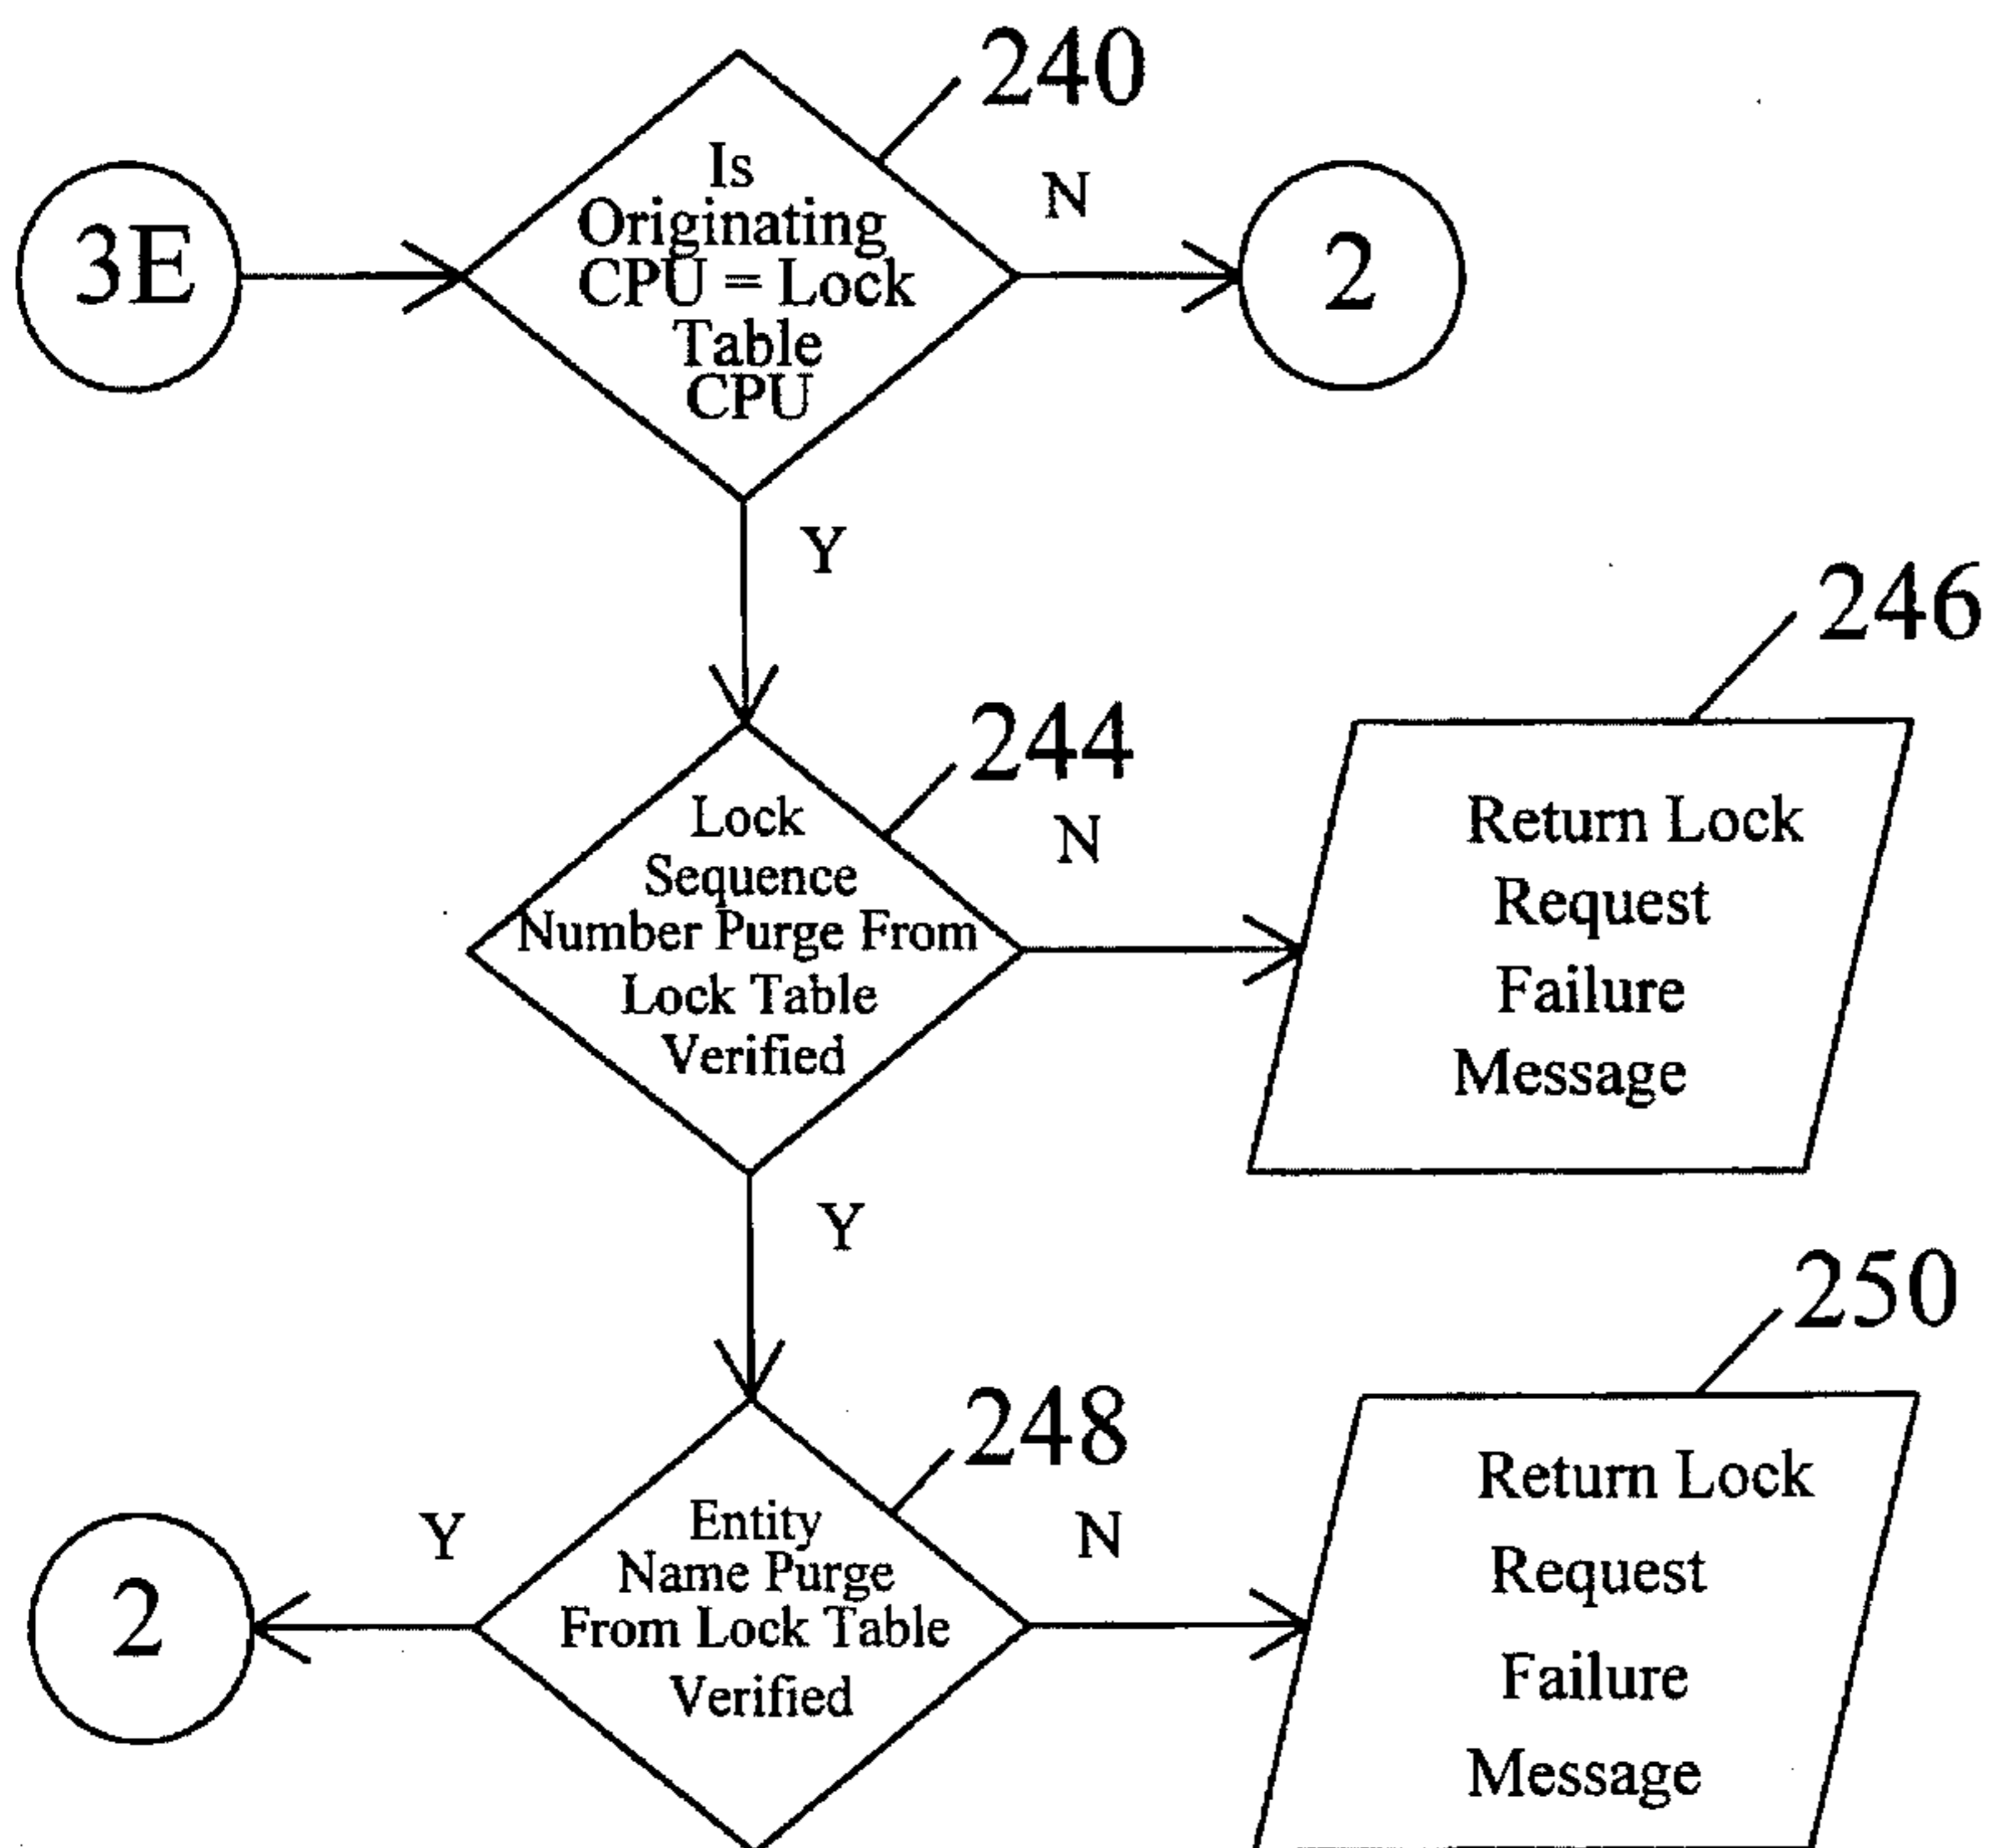 240
Is
Originating
CPU = Lock
Table
CPU
3E
N
2
Y
246
244
Lock
Sequence
Number Purge From
Lock Table
Verified
N
Return Lock
Request
Failure
Message
Y
250
248
Entity
Name Purge
From Lock Table
Verified
Y
2
N
Return Lock
Request
Failure
Message